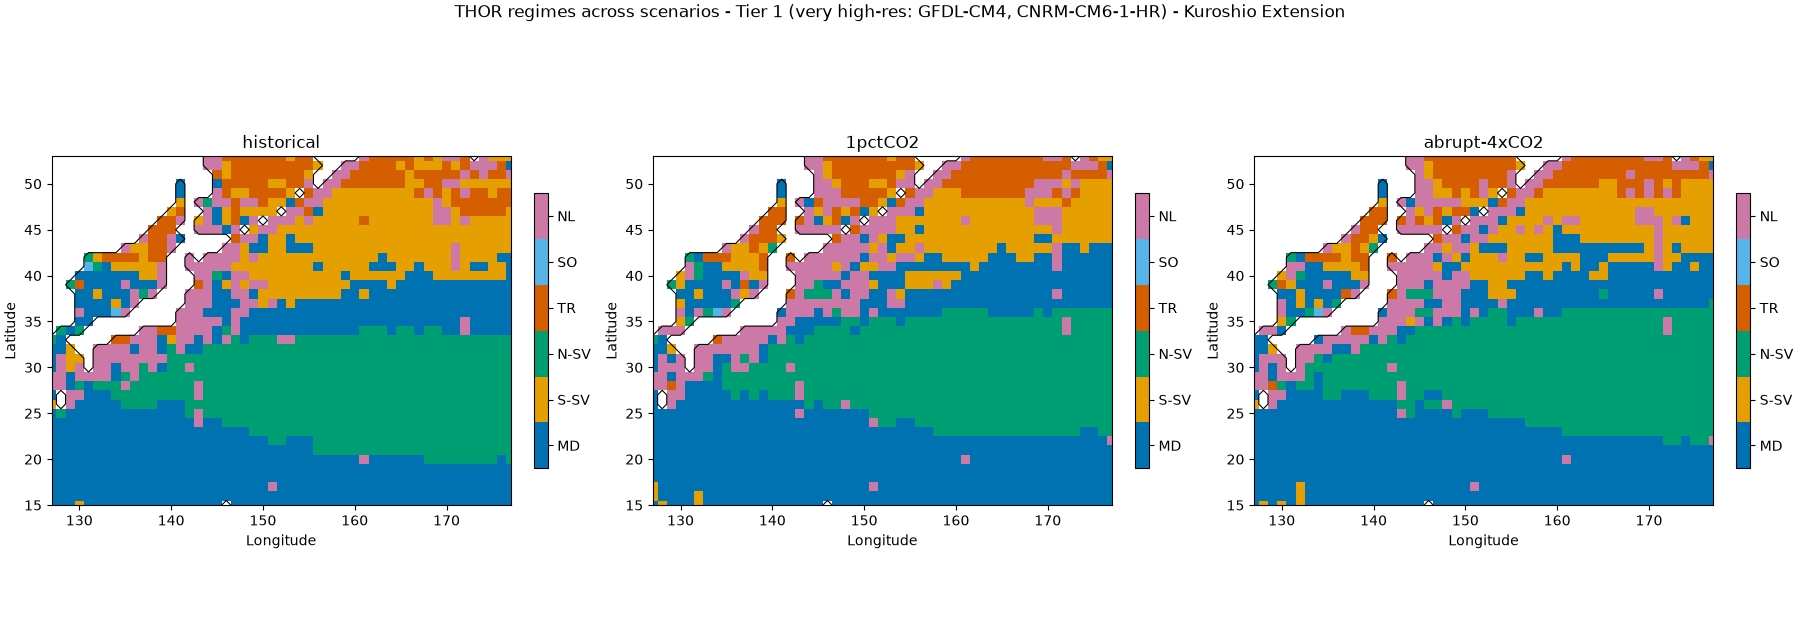 THOR regimes across scenarios - Tier 1 (very high-res: GFDL-CM4, CNRM-CM6-1-HR) - Kuroshio Extension
historical
Latitude
50
45
40
35
30
25
20
15
130
140
150
160
170
Longitude
NL
SO
TR
N-SV
S-SV
MD
1pctCO2
Latitude
50
45
40
35
30
25
20
15
130
140
150
160
170
Longitude
NL
SO
TR
N-SV
S-SV
MD
abrupt-4xCO2
Latitude
50
45
40
35
30
25
20
15
130
140
150
160
170
Longitude
NL
SO
TR
N-SV
S-SV
MD